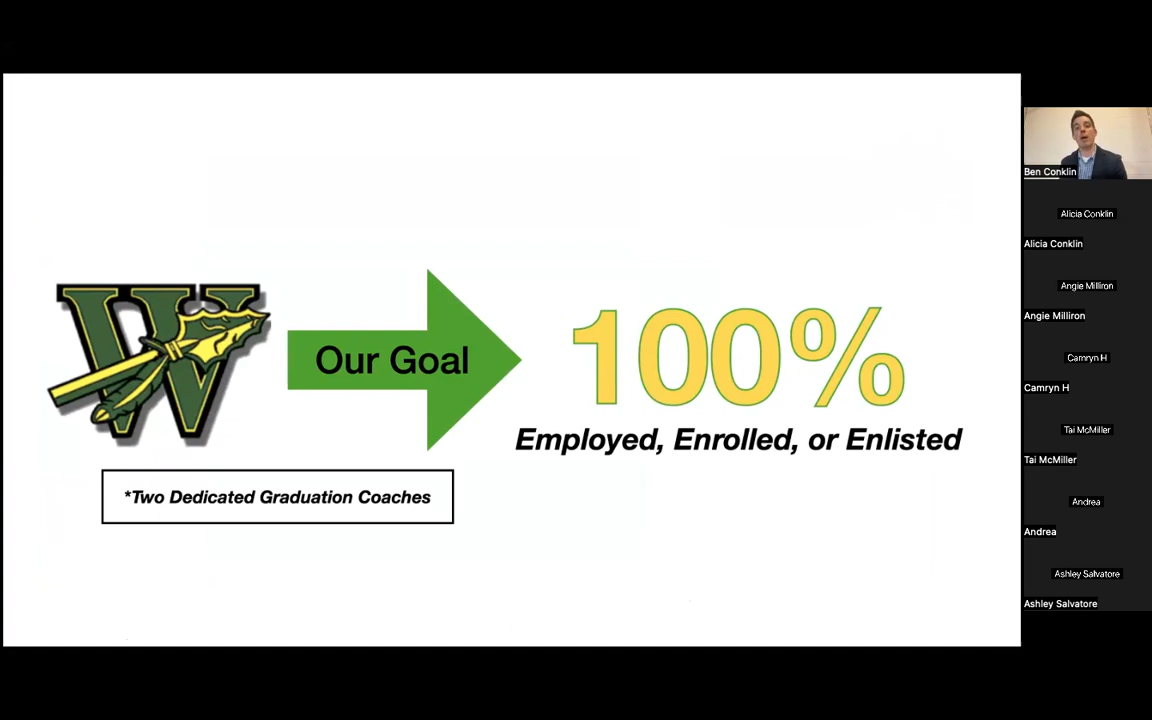 W
Our Goal
100%
Employed, Enrolled, or Enlisted
*Two Dedicated Graduation Coaches
Ben Conklin
Alicia Conklin
Alicia Conklin
Angie Milliron
Angie Milliron
Camryn H
Camryn H
Tai McMiller
Tai McMiller
Andrea
Andrea
Ashley Salvatore
Ashley Salvatore